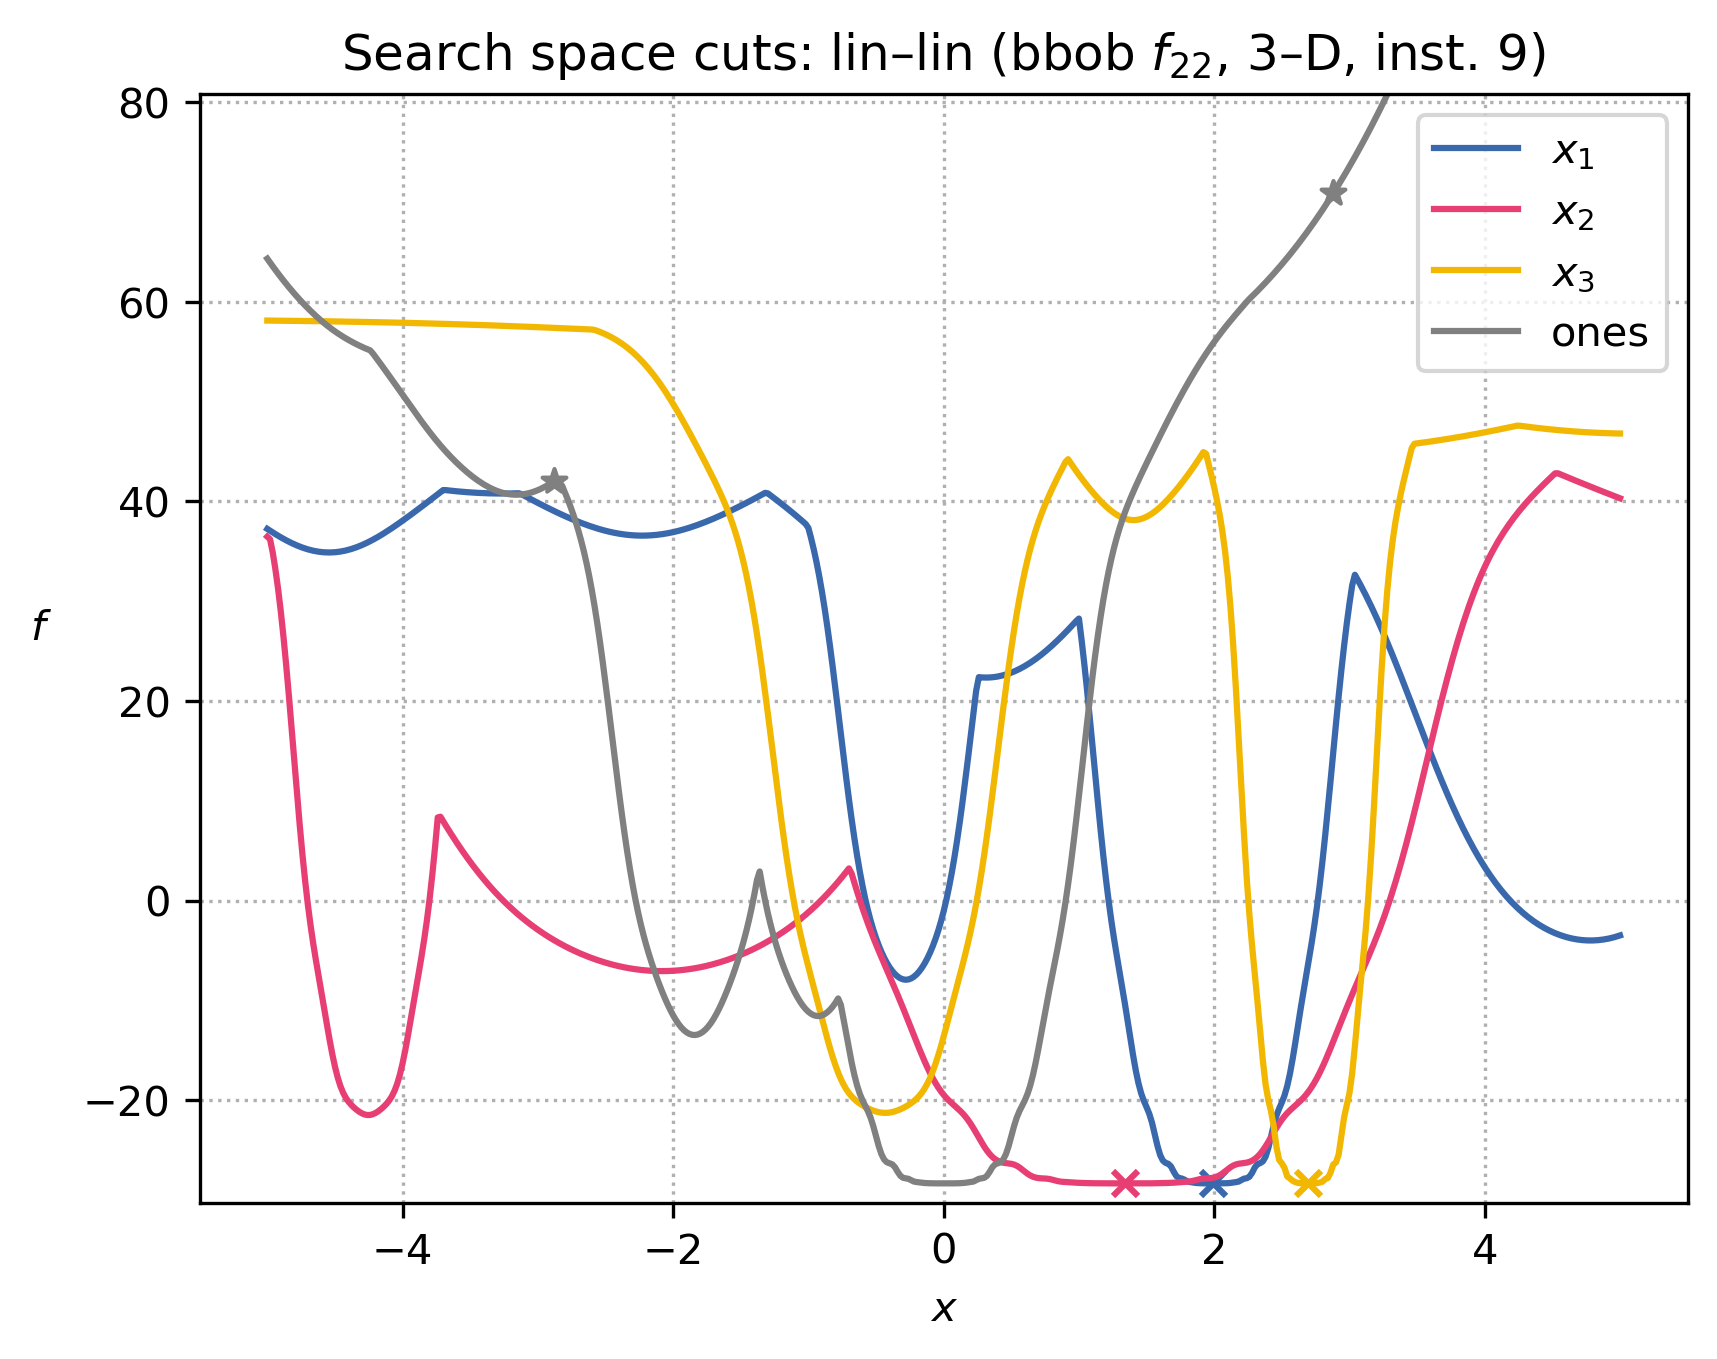 Search space cuts: lin–lin (bbob f₂₂, 3–D, inst. 9)
80
60
40
20
0
−20
f
x₁
x₂
x₃
ones
−4
−2
0
2
4
x